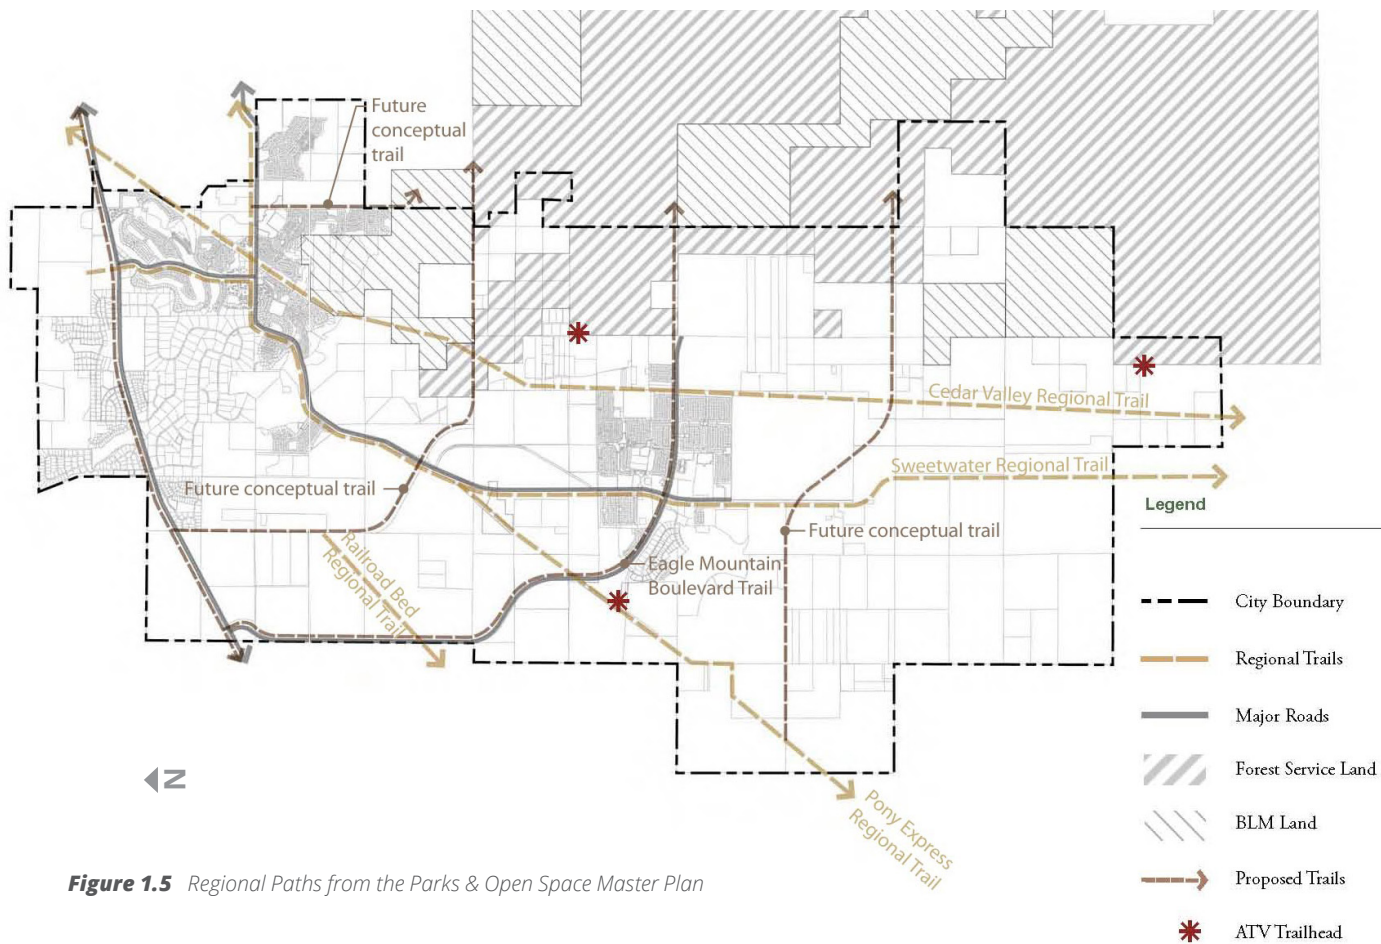 Future
conceptual
trail
Cedar Valley Regional Trail
Sweetwater Regional Trail
Future conceptual trail
Future conceptual trail
Railroad Bed
Regional Trail
Eagle Mountain
Boulevard Trail
Pony Express
Regional Trail
N
Legend
City Boundary
Regional Trails
Major Roads
Forest Service Land
BLM Land
Proposed Trails
ATV Trailhead
Figure 1.5 Regional Paths from the Parks & Open Space Master Plan